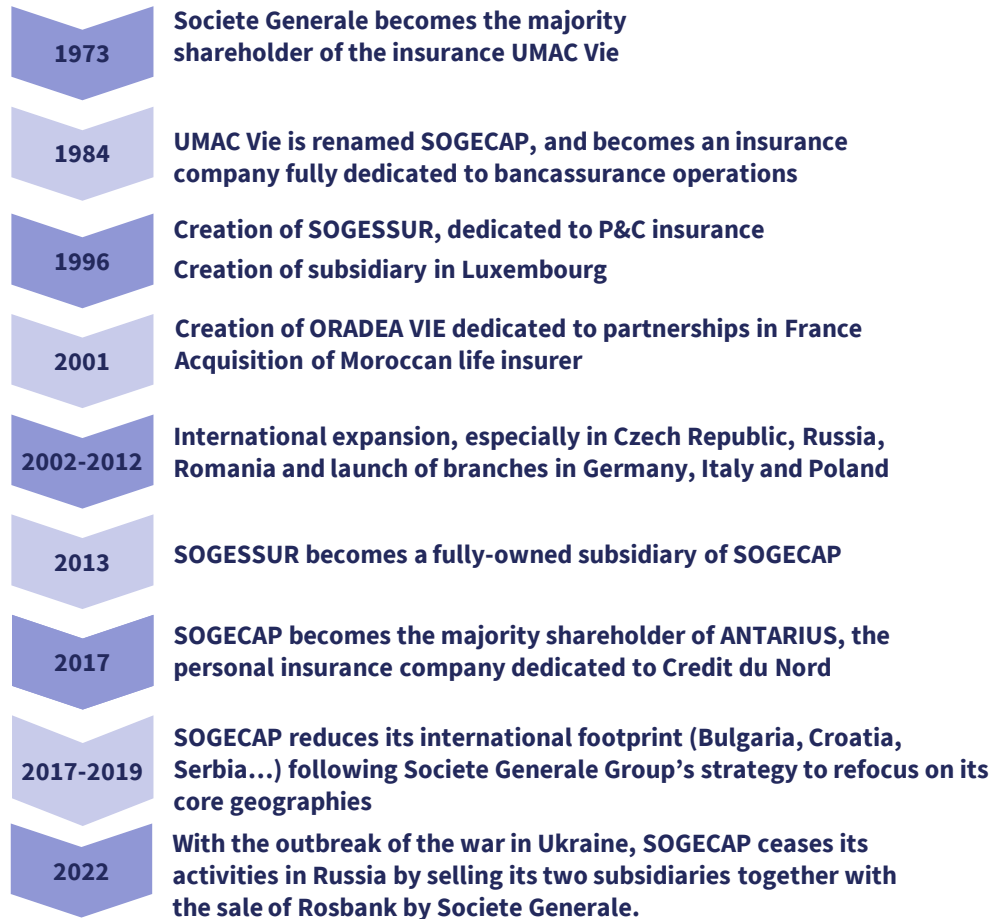 1973
Societe Generale becomes the majority
shareholder of the insurance UMAC Vie
1984
UMAC Vie is renamed SOGECAP, and becomes an insurance
company fully dedicated to bancassurance operations
1996
Creation of SOGESSUR, dedicated to P&C insurance
Creation of subsidiary in Luxembourg
2001
Creation of ORADEA VIE dedicated to partnerships in France
Acquisition of Moroccan life insurer
2002-2012
International expansion, especially in Czech Republic, Russia,
Romania and launch of branches in Germany, Italy and Poland
2013
SOGESSUR becomes a fully-owned subsidiary of SOGECAP
2017
SOGECAP becomes the majority shareholder of ANTARIUS, the
personal insurance company dedicated to Credit du Nord
2017-2019
SOGECAP reduces its international footprint (Bulgaria, Croatia,
Serbia…) following Societe Generale Group’s strategy to refocus on its
core geographies
2022
With the outbreak of the war in Ukraine, SOGECAP ceases its
activities in Russia by selling its two subsidiaries together with
the sale of Rosbank by Societe Generale.